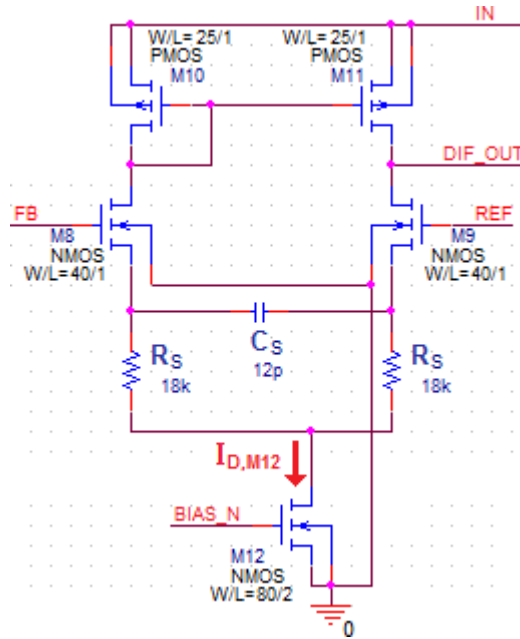 IN
W/L= 25/1
PMOS
M10
W/L= 25/1
PMOS
M11
DIF_OUT
FB
M8
NMOS
W/L= 40/1
REF
M9
NMOS
W/L= 40/1
CS
12p
RS
18k
RS
18k
ID,M12
BIAS_N
M12
NMOS
W/L=80/2
0